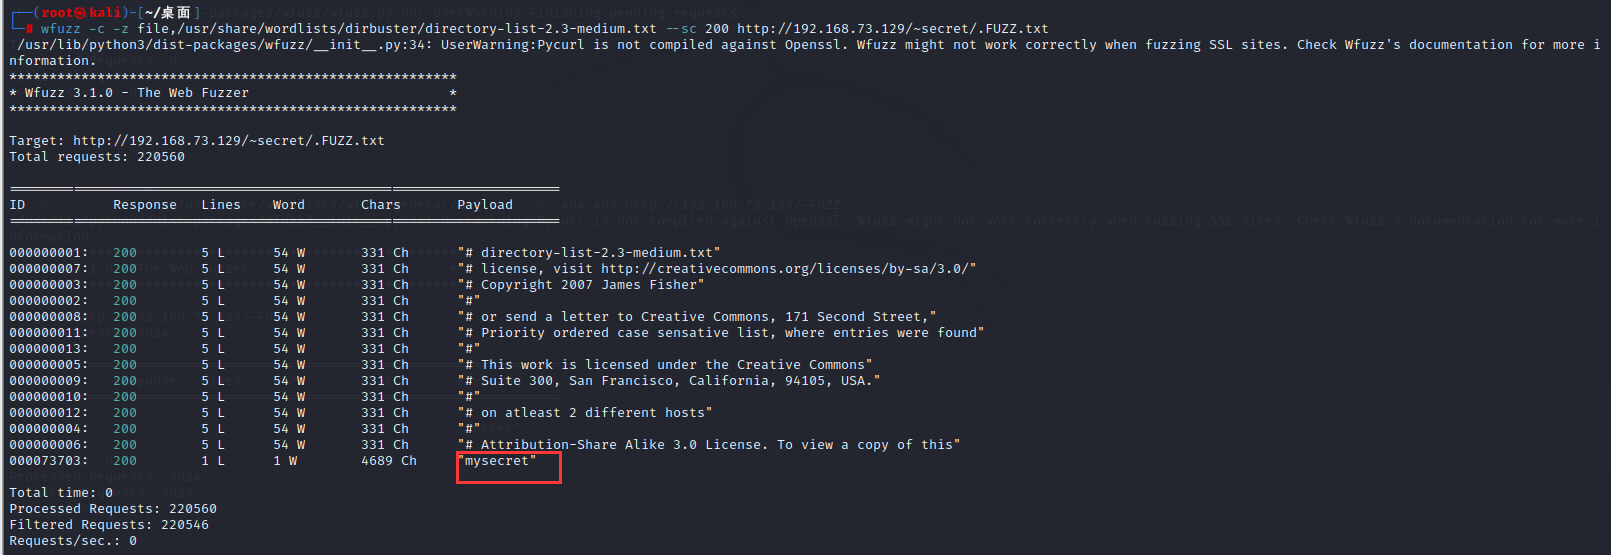 ┌──(root㉿kali)-[~/桌面]
└─# wfuzz -c -z file,/usr/share/wordlists/dirbuster/directory-list-2.3-medium.txt --sc 200 http://192.168.73.129/~secret/.FUZZ.txt
/usr/lib/python3/dist-packages/wfuzz/__init__.py:34: UserWarning:Pycurl is not compiled against Openssl. Wfuzz might not work correctly when fuzzing SSL sites. Check Wfuzz's documentation for more i
nformation.
********************************************************
* Wfuzz 3.1.0 - The Web Fuzzer                         *
********************************************************
Target: http://192.168.73.129/~secret/.FUZZ.txt
Total requests: 220560
=====================================================================
ID           Response   Lines    Word       Chars       Payload
=====================================================================
000000001:   200        5 L      54 W       331 Ch      "# directory-list-2.3-medium.txt"
000000007:   200        5 L      54 W       331 Ch      "# license, visit http://creativecommons.org/licenses/by-sa/3.0/"
000000003:   200        5 L      54 W       331 Ch      "# Copyright 2007 James Fisher"
000000002:   200        5 L      54 W       331 Ch      "#"
000000008:   200        5 L      54 W       331 Ch      "# or send a letter to Creative Commons, 171 Second Street,"
000000011:   200        5 L      54 W       331 Ch      "# Priority ordered case sensative list, where entries were found"
000000013:   200        5 L      54 W       331 Ch      "#"
000000005:   200        5 L      54 W       331 Ch      "# This work is licensed under the Creative Commons"
000000009:   200        5 L      54 W       331 Ch      "# Suite 300, San Francisco, California, 94105, USA."
000000010:   200        5 L      54 W       331 Ch      "#"
000000012:   200        5 L      54 W       331 Ch      "# on atleast 2 different hosts"
000000004:   200        5 L      54 W       331 Ch      "#"
000000006:   200        5 L      54 W       331 Ch      "# Attribution-Share Alike 3.0 License. To view a copy of this"
000073703:   200        1 L      1 W        4689 Ch     "mysecret"
Total time: 0
Processed Requests: 220560
Filtered Requests: 220546
Requests/sec.: 0